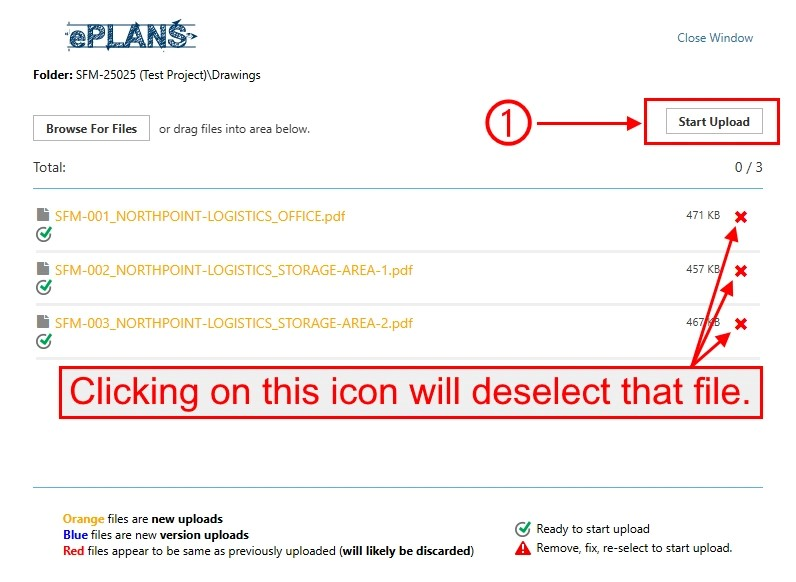 ePLANS
Close Window
Folder: SFM-25025 (Test Project)\Drawings
Browse For Files or drag files into area below.
1
Start Upload
Total:
0 / 3
SFM-001_NORTHPOINT-LOGISTICS_OFFICE.pdf
471 KB
SFM-002_NORTHPOINT-LOGISTICS_STORAGE-AREA-1.pdf
457 KB
SFM-003_NORTHPOINT-LOGISTICS_STORAGE-AREA-2.pdf
467 KB
Clicking on this icon will deselect that file.
Orange files are new uploads
Blue files are new version uploads
Red files appear to be same as previously uploaded (will likely be discarded)
Ready to start upload
Remove, fix, re-select to start upload.